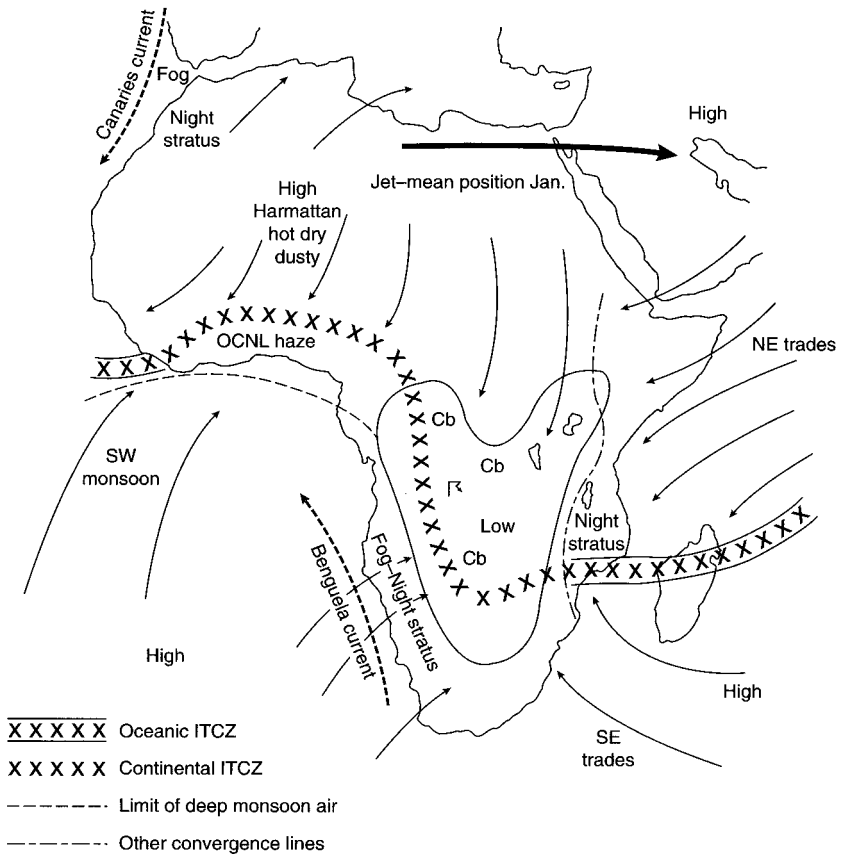 Canaries current
Fog
Night
stratus
High
Jet–mean position Jan.
High
Harmattan
hot dry
dusty
OCNL haze
NE trades
SW
monsoon
Cb
Cb
Low
Cb
Night
stratus
Fog–Night stratus
Benguela current
High
High
SE
trades
X X X X X Oceanic ITCZ
X X X X X Continental ITCZ
Limit of deep monsoon air
Other convergence lines